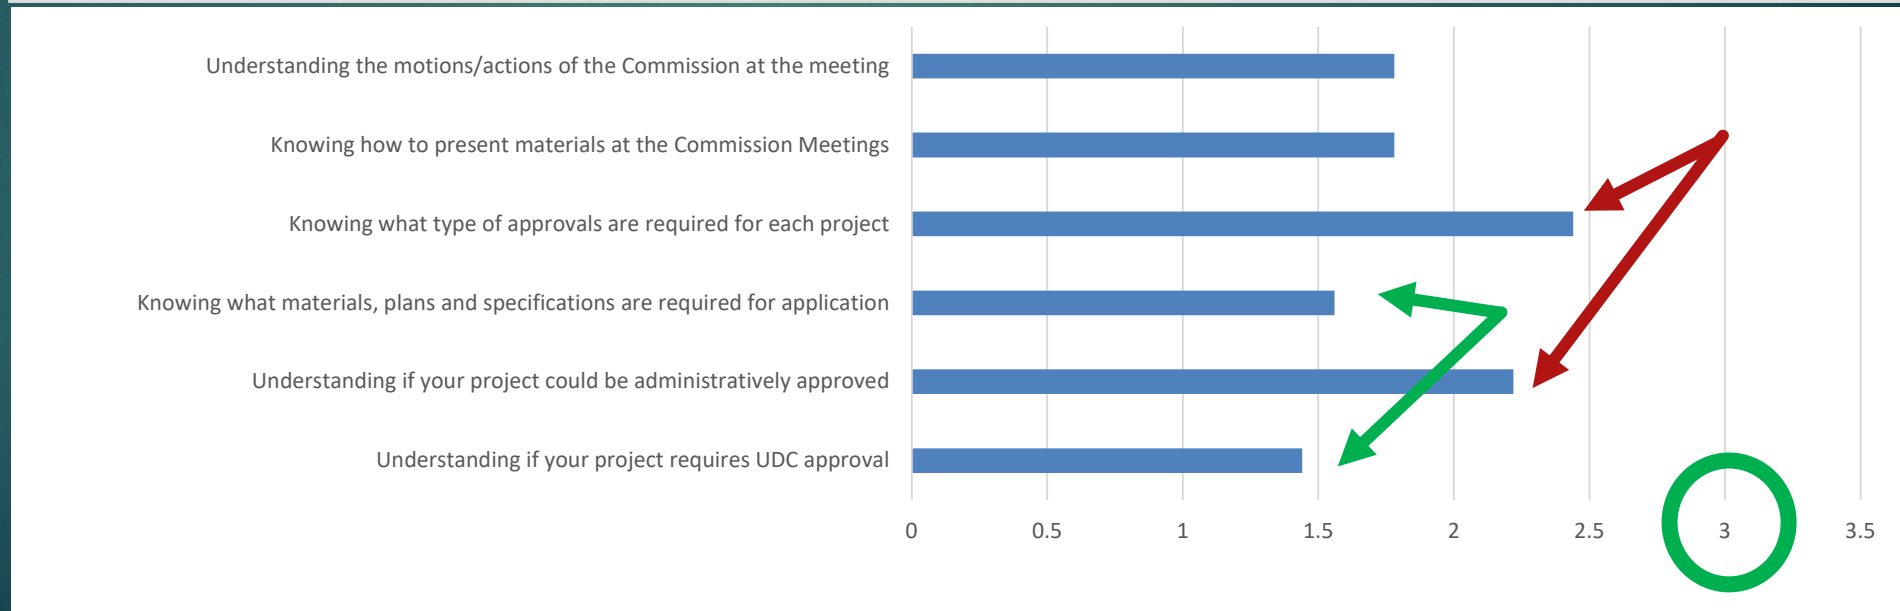 Understanding the motions/actions of the Commission at the meeting
Knowing how to present materials at the Commission Meetings
Knowing what type of approvals are required for each project
Knowing what materials, plans and specifications are required for application
Understanding if your project could be administratively approved
Understanding if your project requires UDC approval
0 0.5 1 1.5 2 2.5 3 3.5